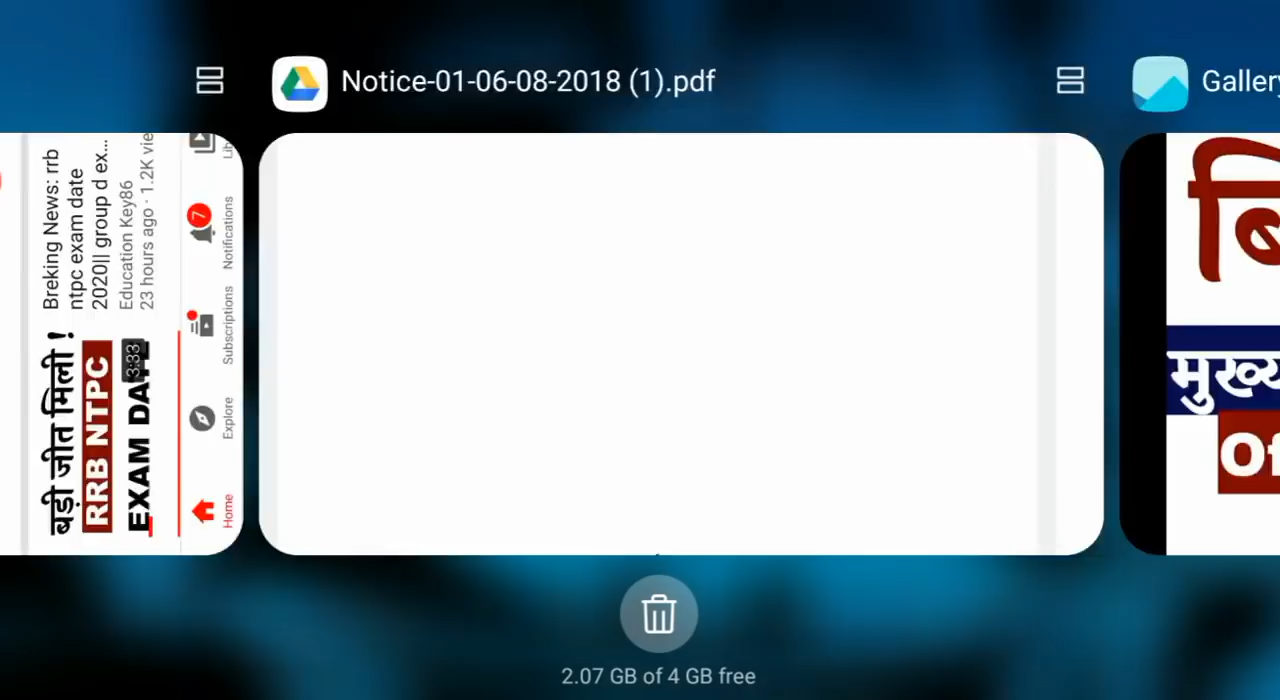 Notice-01-06-08-2018 (1).pdf
Breking News: rrb
ntpc exam date
2020|| group d ex...
Education Key86
23 hours ago · 1.2K vie
बड़ी जीत मिली !
RRB NTPC
EXAM DATE
3:33
Lib
7
Notifications
Subscriptions
Explore
Home
Gallery
मुख्य
Of
2.07 GB of 4 GB free